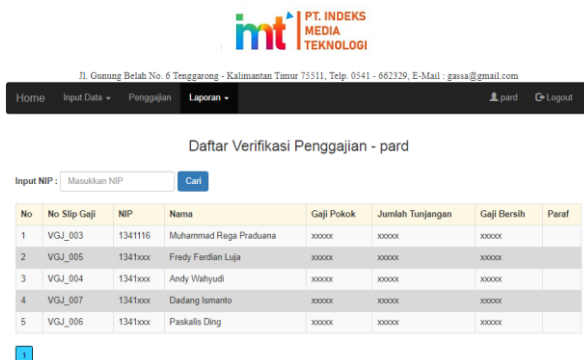 imt PT. INDEKS
MEDIA
TEKNOLOGI
Jl. Gunung Belah No. 6 Tenggarong - Kalimantan Timur 75511, Telp. 0541 - 662329, E-Mail : gassa@gmail.com
Home Input Data Penggajian Laporan pard Logout
Daftar Verifikasi Penggajian - pard
Input NIP : Masukkan NIP Cari
No No Slip Gaji NIP Nama Gaji Pokok Jumlah Tunjangan Gaji Bersih Paraf
1 VGJ_003 1341116 Muhammad Rega Praduana xxxxx xxxxx xxxxx
2 VGJ_005 1341xxx Fredy Ferdian Luja xxxxx xxxxx xxxxx
3 VGJ_004 1341xxx Andy Wahyudi xxxxx xxxxx xxxxx
4 VGJ_007 1341xxx Dadang Ismanto xxxxx xxxxx xxxxx
5 VGJ_006 1341xxx Paskalis Ding xxxxx xxxxx xxxxx
1